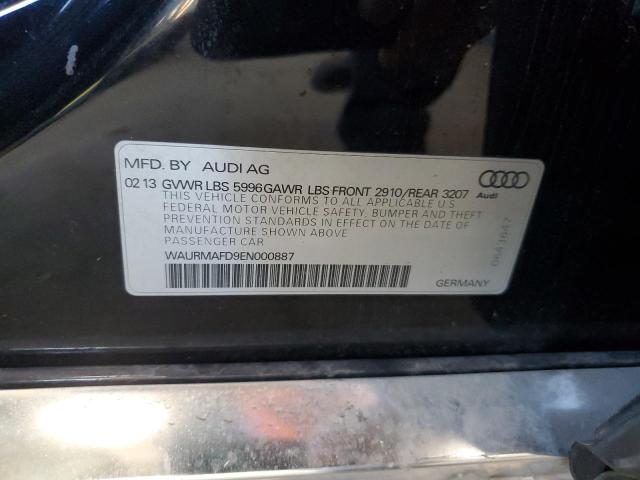 MFD. BY AUDI AG
02 13 GVWR LBS 5996 GAWR LBS FRONT 2910/REAR 3207
THIS VEHICLE CONFORMS TO ALL APPLICABLE U S
FEDERAL MOTOR VEHICLE SAFETY, BUMPER AND THEFT
PREVENTION STANDARDS IN EFFECT ON THE DATE OF
MANUFACTURE SHOWN ABOVE
PASSENGER CAR
WAURMAFD9EN000887
Audi
0643647
GERMANY